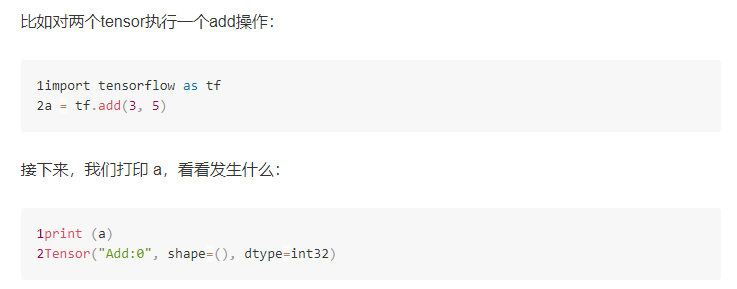 比如对两个tensor执行一个add操作：
1import tensorflow as tf
2a = tf.add(3, 5)
接下来，我们打印 a，看看发生什么：
1print (a)
2Tensor("Add:0", shape=(), dtype=int32)